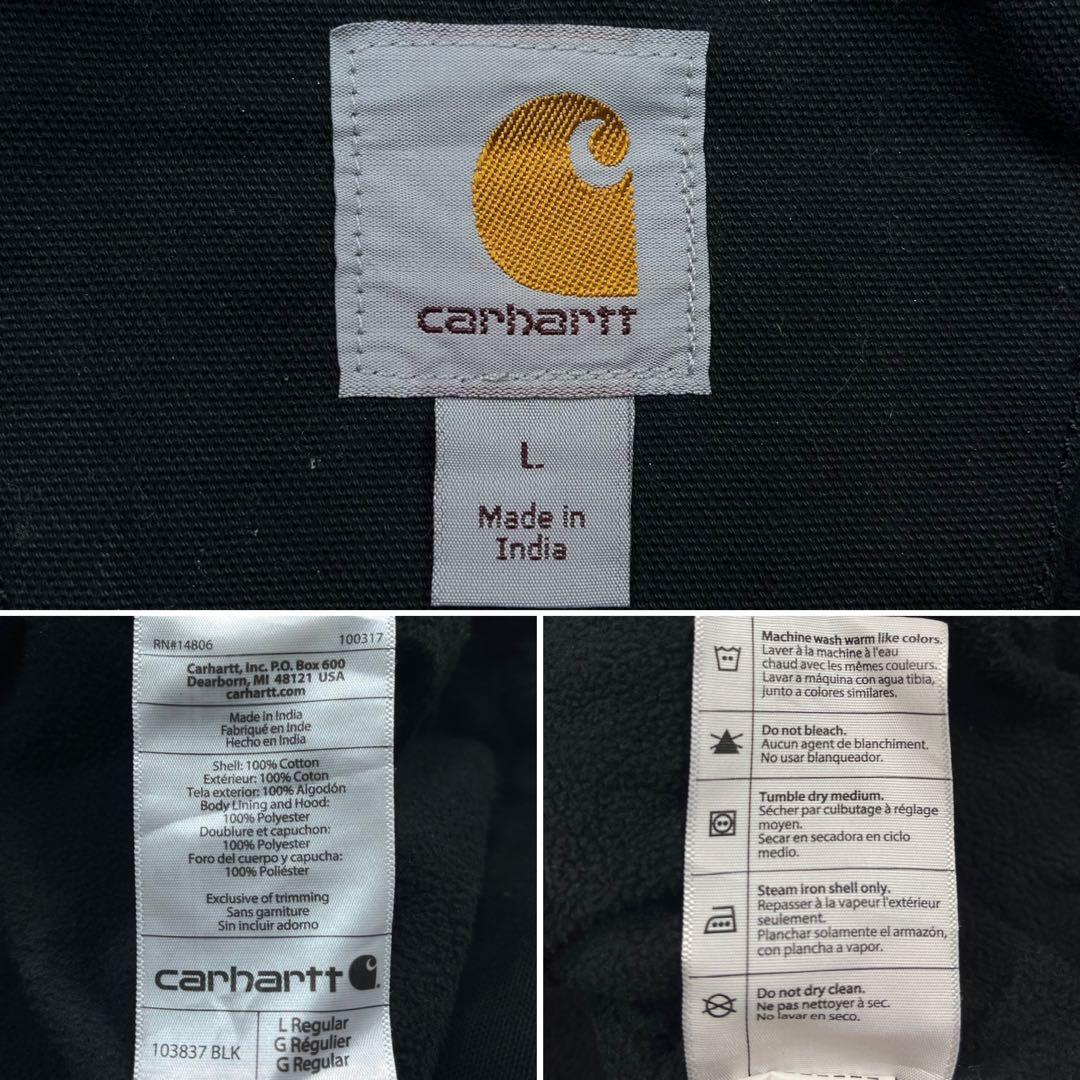 carhartt
L
Made in
India
RN#14806 100317
Carhartt, Inc. P.O. Box 600
Dearborn, MI 48121 USA
carhartt.com
Made in India
Fabriqué en Inde
Hecho en India
Shell: 100% Cotton
Extérieur: 100% Coton
Tela exterior: 100% Algodón
Body Lining and Hood:
100% Polyester
Doublure et capuchon:
100% Polyester
Foro del cuerpo y capucha:
100% Poliéster
Exclusive of trimming
Sans garniture
Sin incluir adorno
carhartt
103837 BLK
L Regular
G Régulier
G Regular
Machine wash warm like colors.
Laver à la machine à l'eau
chaud avec les mêmes couleurs.
Lavar a máquina con agua tibia,
junto a colores similares.
Do not bleach.
Aucun agent de blanchiment.
No usar blanqueador.
Tumble dry medium.
Sécher par culbutage à réglage
moyen.
Secar en secadora en ciclo
medio.
Steam iron shell only.
Repasser à la vapeur l'extérieur
seulement.
Planchar solamente el armazón,
con plancha a vapor.
Do not dry clean.
Ne pas nettoyer à sec.
No lavar en seco.